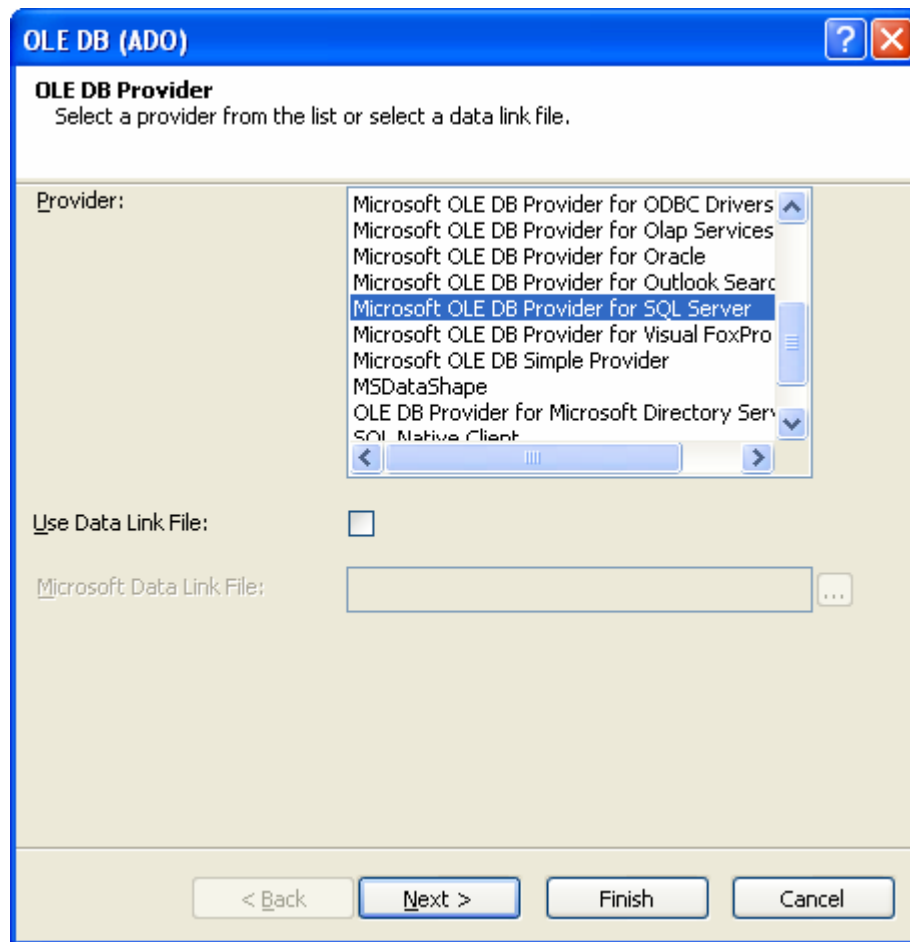 OLE DB (ADO)
OLE DB Provider
Select a provider from the list or select a data link file.
Provider:
Microsoft OLE DB Provider for ODBC Drivers
Microsoft OLE DB Provider for Olap Services
Microsoft OLE DB Provider for Oracle
Microsoft OLE DB Provider for Outlook Searc
Microsoft OLE DB Provider for SQL Server
Microsoft OLE DB Provider for Visual FoxPro
Microsoft OLE DB Simple Provider
MSDataShape
OLE DB Provider for Microsoft Directory Serv
SQL Native Client
Use Data Link File:
Microsoft Data Link File:
...
< Back
Next >
Finish
Cancel